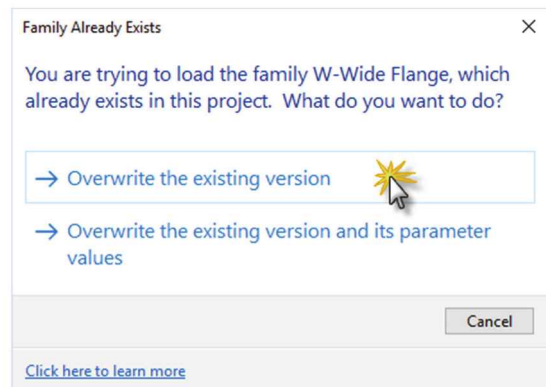 Family Already Exists
You are trying to load the family W-Wide Flange, which
already exists in this project.  What do you want to do?
→ Overwrite the existing version
→ Overwrite the existing version and its parameter
values
Cancel
Click here to learn more